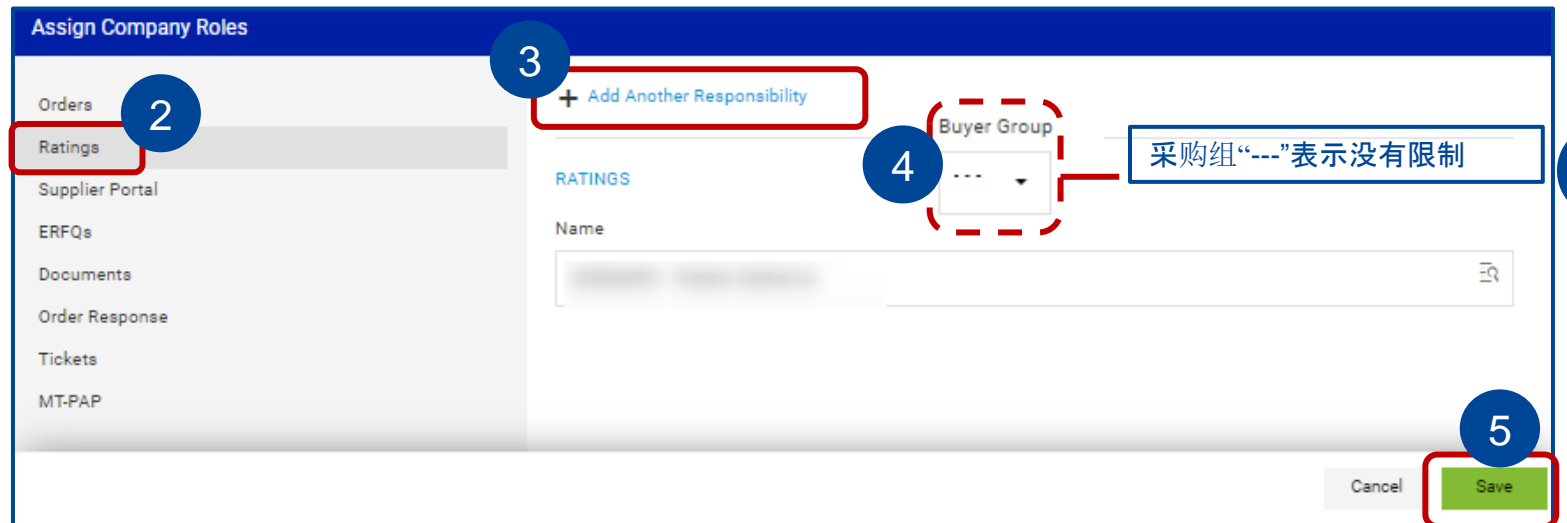 Assign Company Roles
3
Orders
2
Ratings
Supplier Portal
ERFQs
Documents
Order Response
Tickets
MT-PAP
+ Add Another Responsibility
Buyer Group
4
---
采购组“---”表示没有限制
RATINGS
Name
5
Cancel
Save